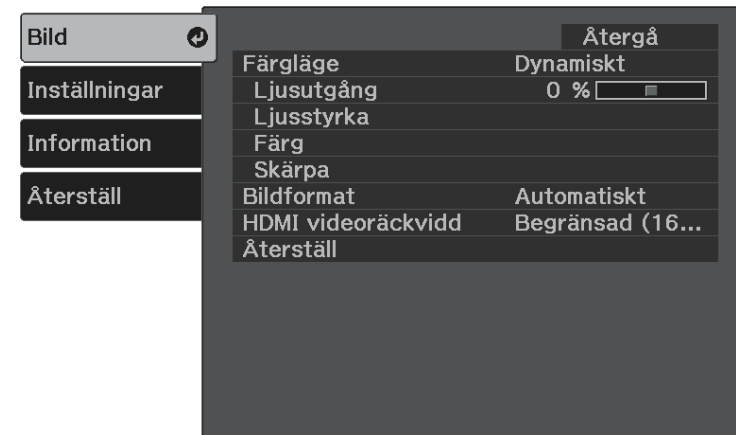 Bild
Inställningar
Information
Återställ
Återgå
Färgläge Dynamiskt
Ljusutgång 0 %
Ljusstyrka
Färg
Skärpa
Bildformat Automatiskt
HDMI videoräckvidd Begränsad (16...
Återställ